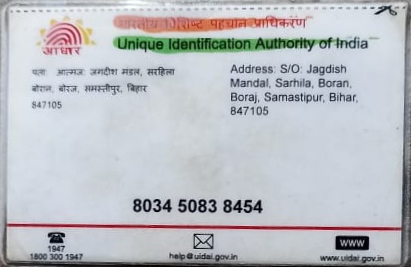 भारतीय विशिष्ट पहचान प्राधिकरण
Unique Identification Authority of India
आधार
पता: आत्मज: जगदीश मंडल, सरहिला
बोरान, बोरज, समस्तीपुर, बिहार
847105
Address: S/O: Jagdish
Mandal, Sarhila, Boran,
Boraj, Samastipur, Bihar,
847105
8034 5083 8454
1947
1800 300 1947
help@uidai.gov.in
www
www.uidai.gov.in